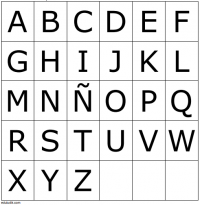 A B C D E F
G H I J K L
M N Ñ O P Q
R S T U V W
X Y Z